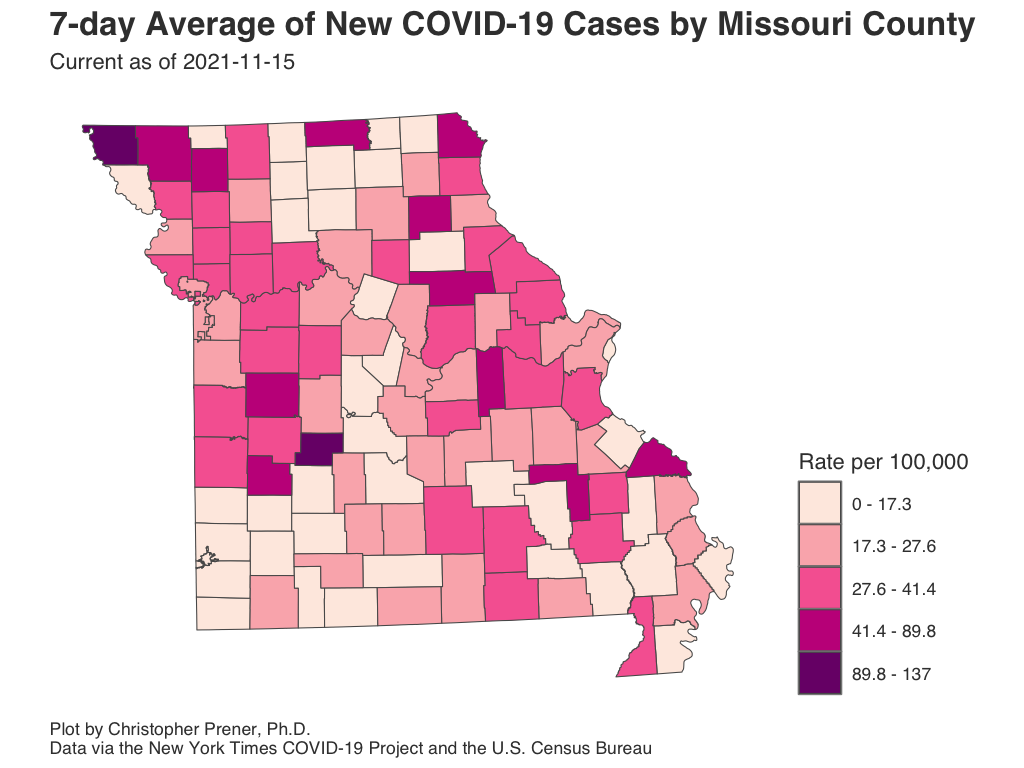 7-day Average of New COVID-19 Cases by Missouri County
Current as of 2021-11-15
Rate per 100,000
0 - 17.3
17.3 - 27.6
27.6 - 41.4
41.4 - 89.8
89.8 - 137
Plot by Christopher Prener, Ph.D.
Data via the New York Times COVID-19 Project and the U.S. Census Bureau